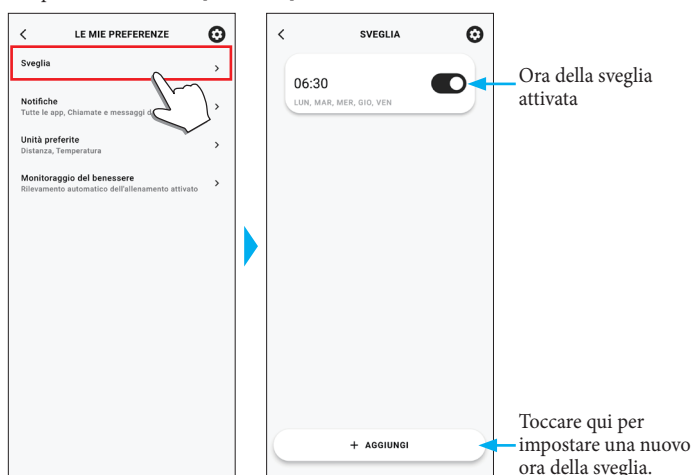 LE MIE PREFERENZE
Sveglia
Notifiche
Tutte le app, Chiamate e messaggi
Unità preferite
Distanza, Temperatura
Monitoraggio del benessere
Rilevamento automatico dell'allenamento attivato
SVEGLIA
06:30
LUN, MAR, MER, GIO, VEN
+ AGGIUNGI
Ora della sveglia
attivata
Toccare qui per
impostare una nuovo
ora della sveglia.